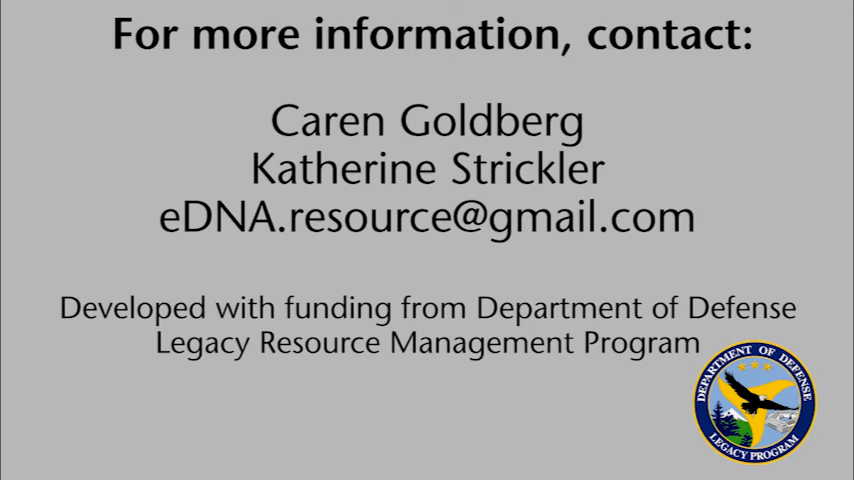 For more information, contact:
Caren Goldberg
Katherine Strickler
eDNA.resource@gmail.com
Developed with funding from Department of Defense
Legacy Resource Management Program
DEPARTMENT OF DEFENSE
LEGACY PROGRAM